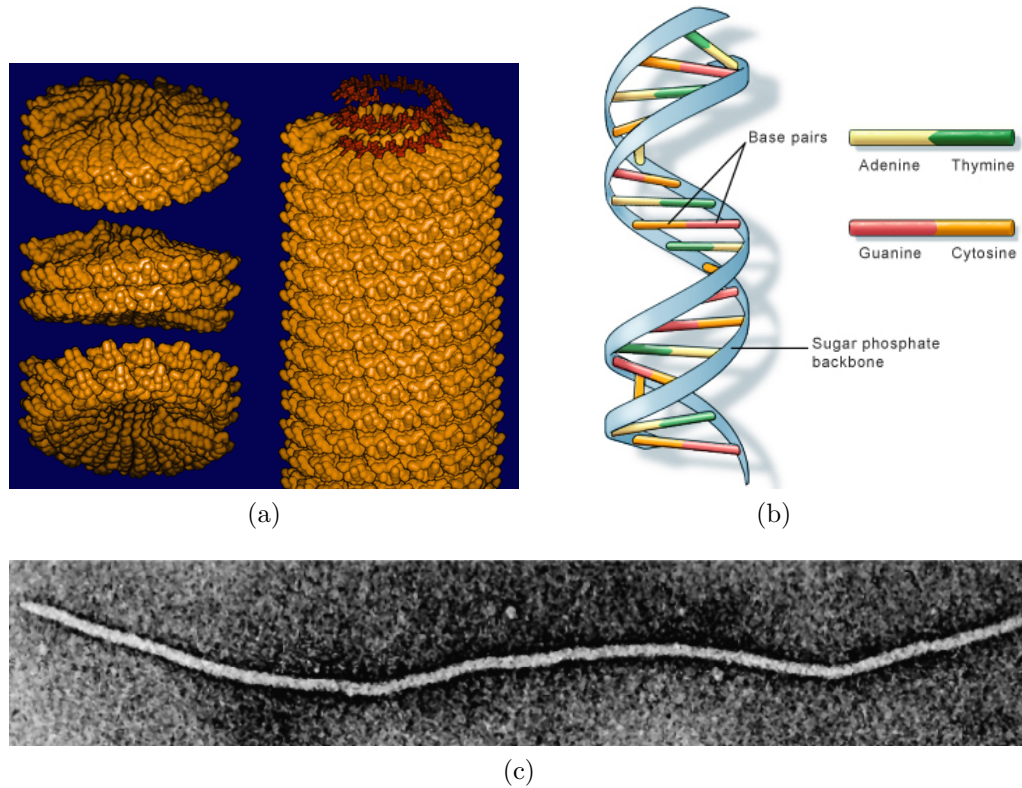 Base pairs
Adenine Thymine
Guanine Cytosine
Sugar phosphate
backbone
(a)
(b)
(c)